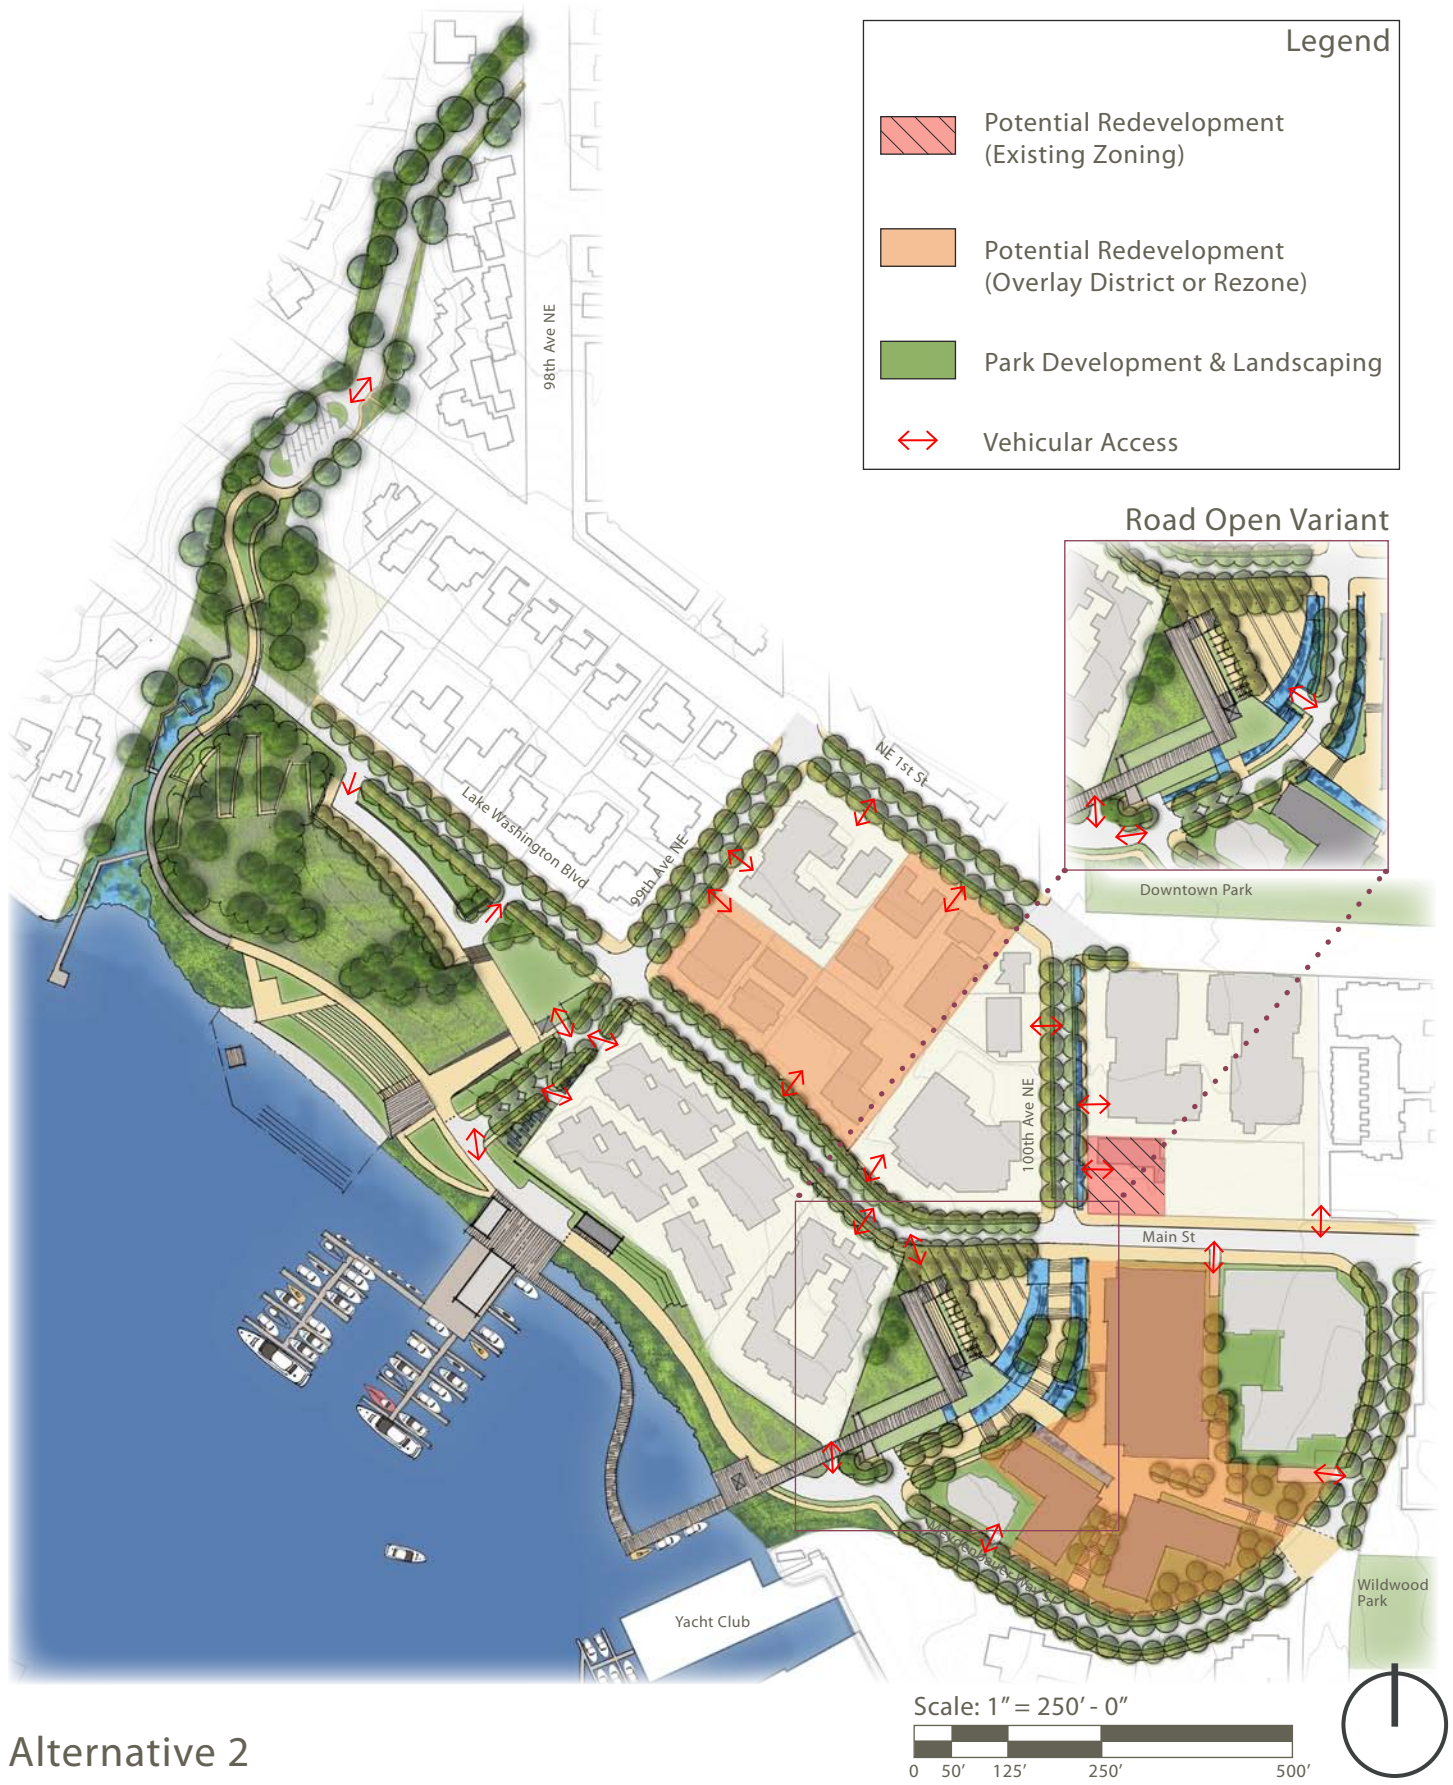 Legend
Potential Redevelopment
(Existing Zoning)
Potential Redevelopment
(Overlay District or Rezone)
Park Development & Landscaping
Vehicular Access
Road Open Variant
98th Ave NE
NE 1st St
Lake Washington Blvd
99th Ave NE
Downtown Park
100th Ave NE
Main St
Wildwood
Park
Yacht Club
Scale: 1" = 250' - 0"
0 50' 125' 250' 500'
Alternative 2